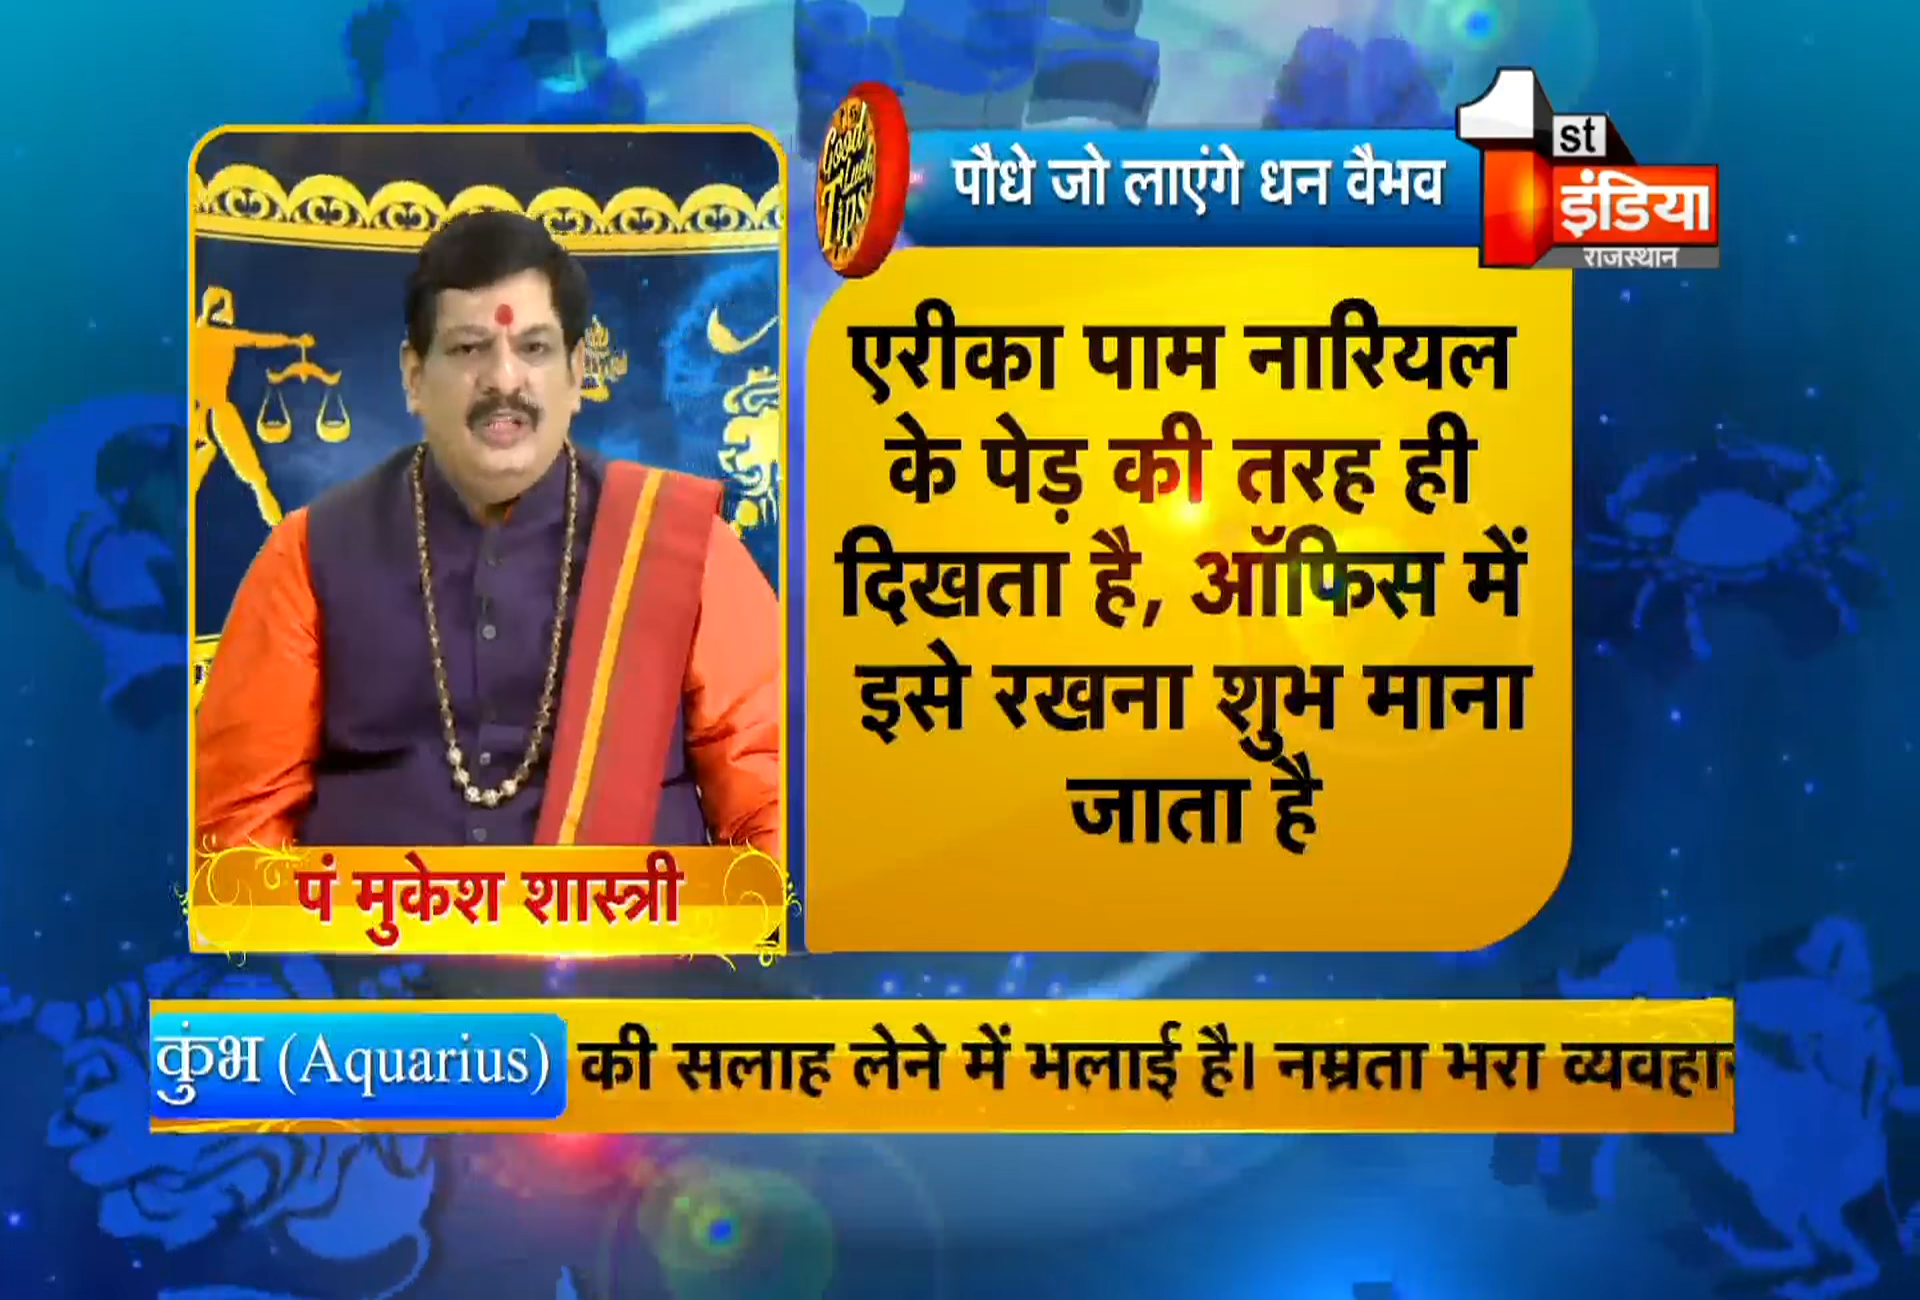 Good
Luck
Tips
पौधे जो लाएंगे धन वैभव
1st
इंडिया
राजस्थान
एरीका पाम नारियल
के पेड़ की तरह ही
दिखता है, ऑफिस में
इसे रखना शुभ माना
जाता है
पं मुकेश शास्त्री
कुंभ (Aquarius) की सलाह लेने में भलाई है। नम्रता भरा